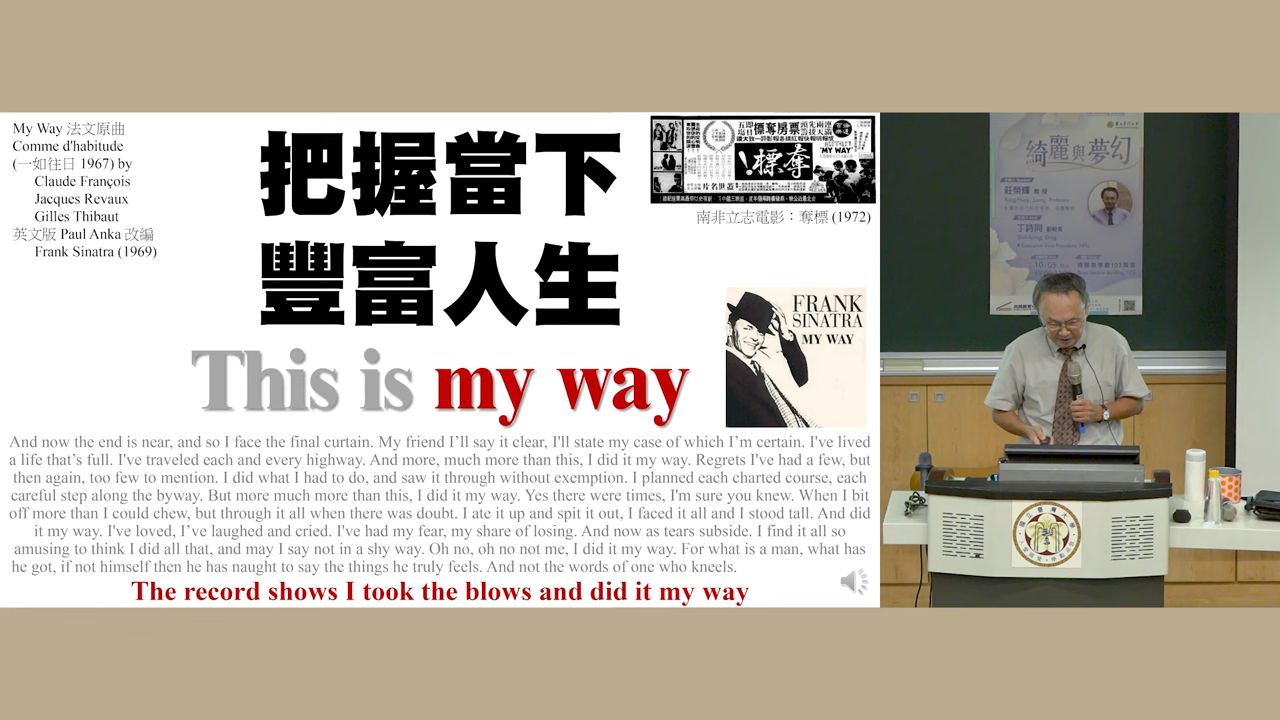 My Way 法文原曲
Comme d'habitude
(一如往日 1967) by
Claude François
Jacques Revaux
Gilles Thibaut
英文版 Paul Anka 改編
Frank Sinatra (1969)
把握當下
豐富人生
This is my way
奪標!
"MY WAY"
南非立志電影：奪標 (1972)
FRANK
SINATRA
MY WAY
And now the end is near, and so I face the final curtain. My friend I’ll say it clear, I'll state my case of which I’m certain. I've lived
a life that’s full. I've traveled each and every highway. And more, much more than this, I did it my way. Regrets I've had a few, but
then again, too few to mention. I did what I had to do, and saw it through without exemption. I planned each charted course, each
careful step along the byway. But more much more than this, I did it my way. Yes there were times, I'm sure you knew. When I bit
off more than I could chew, but through it all when there was doubt. I ate it up and spit it out, I faced it all and I stood tall. And did
it my way. I've loved, I’ve laughed and cried. I've had my fear, my share of losing. And now as tears subside. I find it all so
amusing to think I did all that, and may I say not in a shy way. Oh no, oh no not me, I did it my way. For what is a man, what has
he got, if not himself then he has naught to say the things he truly feels. And not the words of one who kneels.
The record shows I took the blows and did it my way
綺麗與夢幻
莊榮輝 教授
丁詩同
10/05